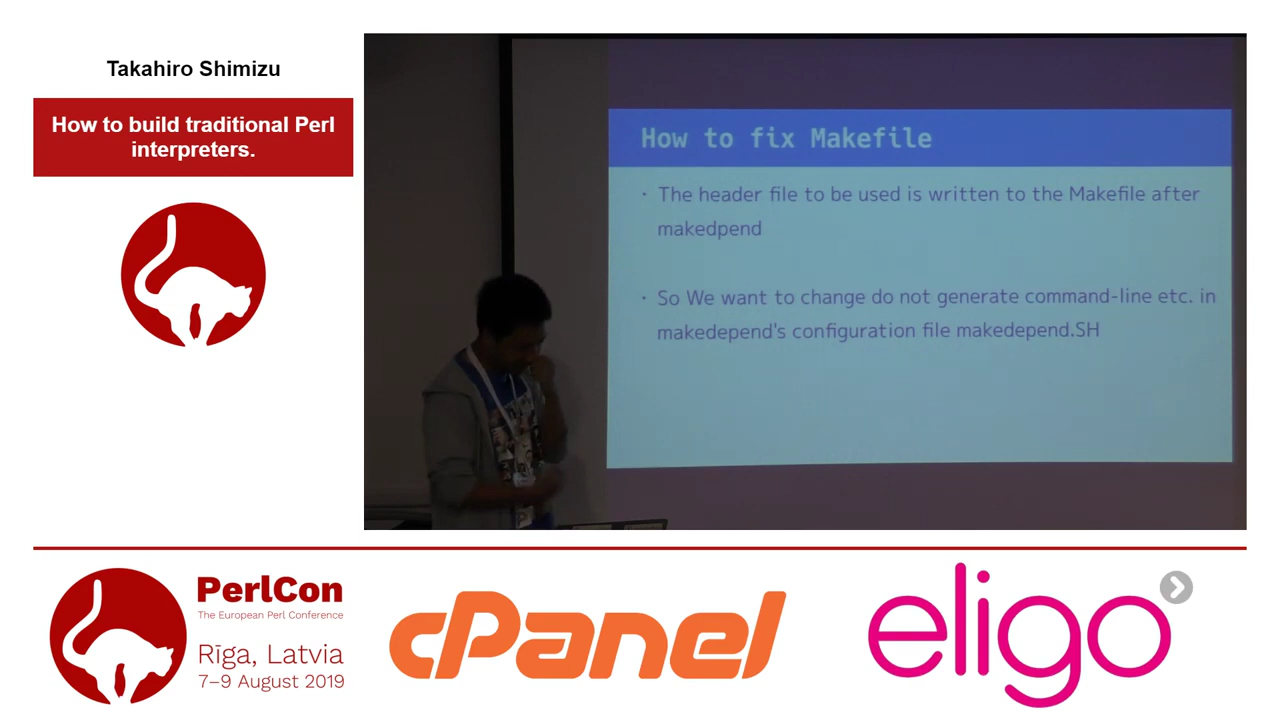 Takahiro Shimizu
How to build traditional Perl
interpreters.
How to fix Makefile
· The header file to be used is written to the Makefile after
makedpend
· So We want to change do not generate command-line etc. in
makedepend's configuration file makedepend.SH
PerlCon
The European Perl Conference
Rīga, Latvia
7–9 August 2019
cPanel
eligo